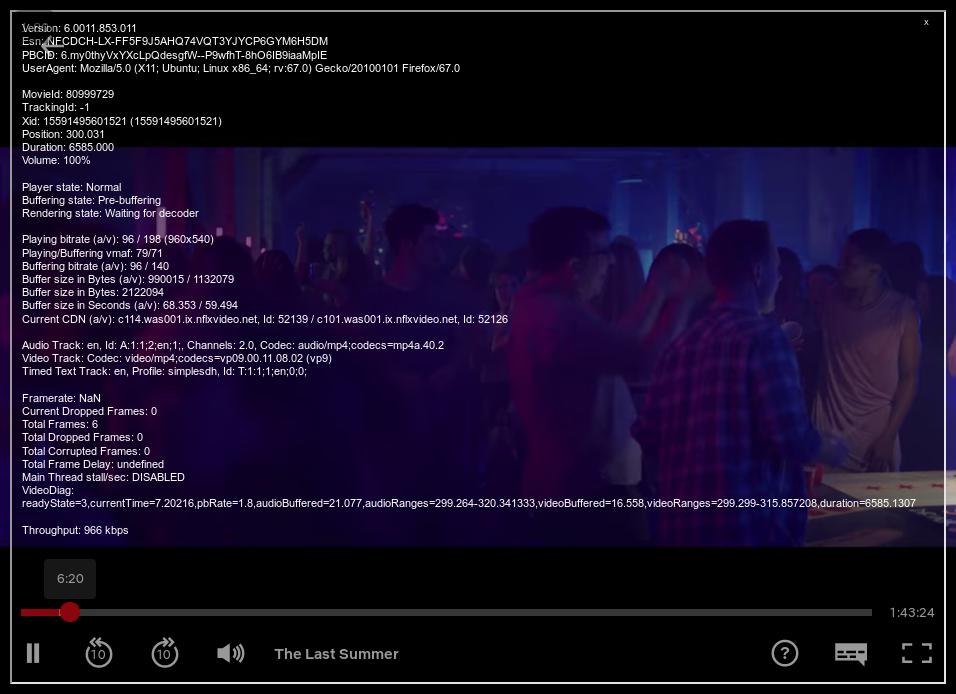 Version: 6.0011.853.011
Esn: NFCDCH-LX-FF5F9J5AHQ74VQT3YJYCP6GYM6H5DM
PBCID: 6.my0thyVxYXcLpQdesgfW--P9wfhT-8hO6IB9iaaMpIE
UserAgent: Mozilla/5.0 (X11; Ubuntu; Linux x86_64; rv:67.0) Gecko/20100101 Firefox/67.0
x
MovieId: 80999729
TrackingId: -1
Xid: 15591495601521 (15591495601521)
Position: 300.031
Duration: 6585.000
Volume: 100%
Player state: Normal
Buffering state: Pre-buffering
Rendering state: Waiting for decoder
Playing bitrate (a/v): 96 / 198 (960x540)
Playing/Buffering vmaf: 79/71
Buffering bitrate (a/v): 96 / 140
Buffer size in Bytes (a/v): 990015 / 1132079
Buffer size in Bytes: 2122094
Buffer size in Seconds (a/v): 68.353 / 59.494
Current CDN (a/v): c114.was001.ix.nflxvideo.net, Id: 52139 / c101.was001.ix.nflxvideo.net, Id: 52126
Audio Track: en, Id: A:1:1;2;en;1;, Channels: 2.0, Codec: audio/mp4;codecs=mp4a.40.2
Video Track: Codec: video/mp4;codecs=vp09.00.11.08.02 (vp9)
Timed Text Track: en, Profile: simplesdh, Id: T:1:1;1;en;0;0;
Framerate: NaN
Current Dropped Frames: 0
Total Frames: 6
Total Dropped Frames: 0
Total Corrupted Frames: 0
Total Frame Delay: undefined
Main Thread stall/sec: DISABLED
VideoDiag:
readyState=3,currentTime=7.20216,pbRate=1.8,audioBuffered=21.077,audioRanges=299.264-320.341333,videoBuffered=16.558,videoRanges=299.299-315.857208,duration=6585.1307
Throughput: 966 kbps
6:20
1:43:24
10
10
The Last Summer
?